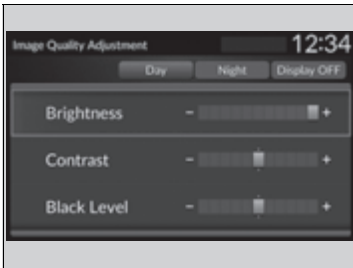 Image Quality Adjustment 12:34
Day Night Display OFF
Brightness - +
Contrast - +
Black Level - +